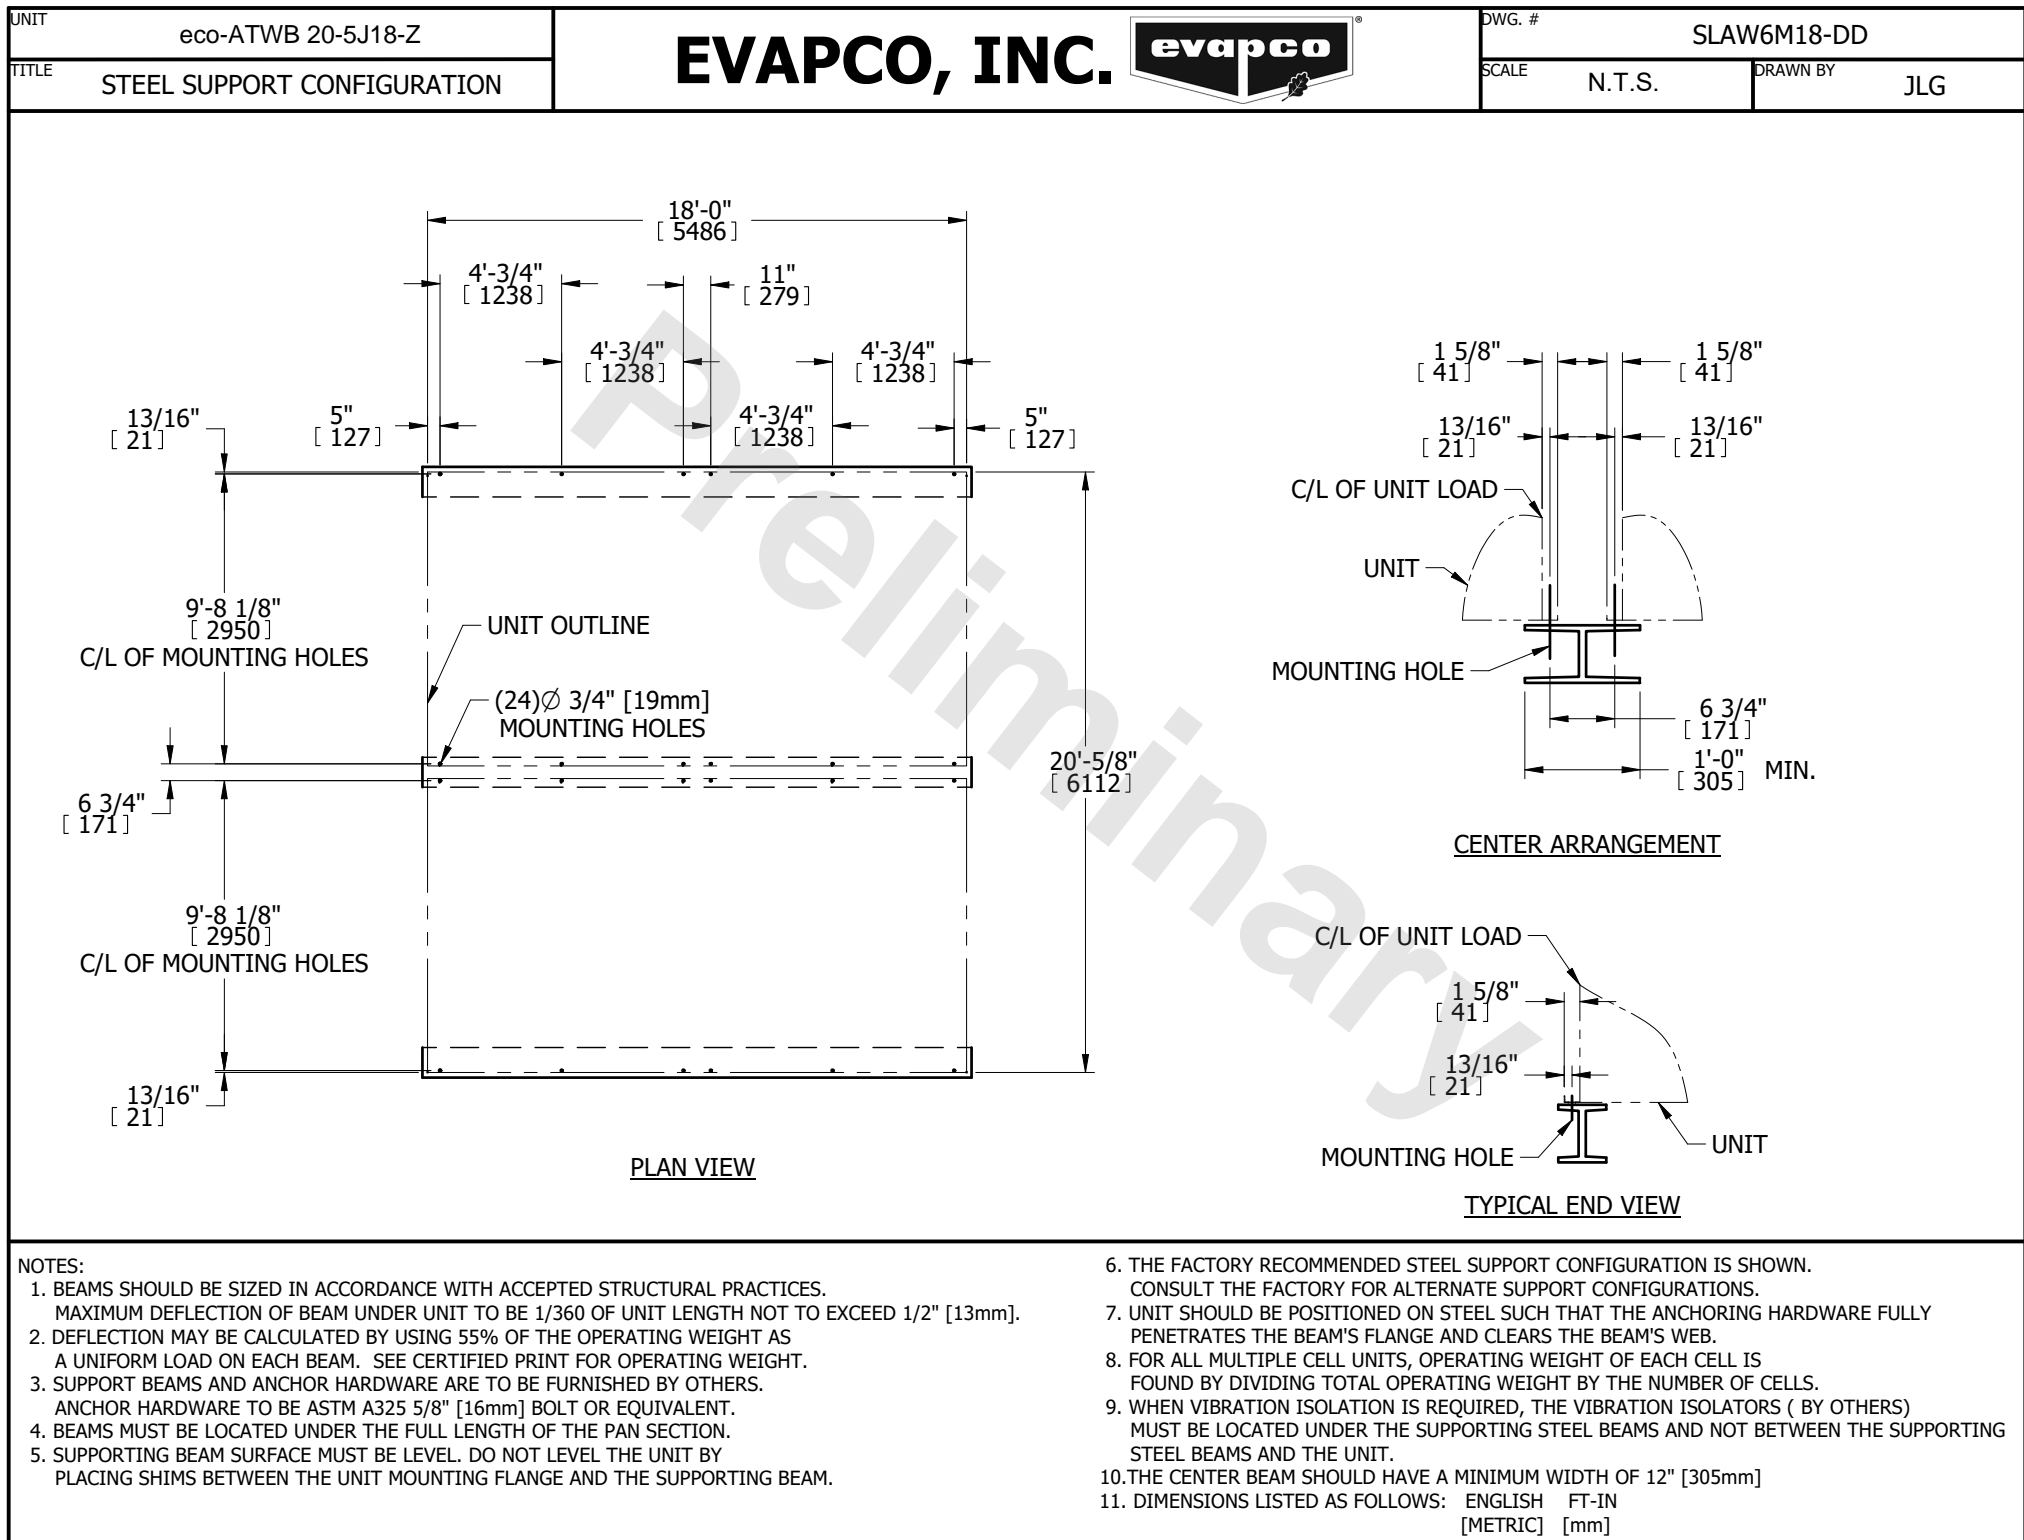 UNIT
eco-ATWB 20-5J18-Z
TITLE
STEEL SUPPORT CONFIGURATION
EVAPCO, INC.
evapco
®
DWG. #
SLAW6M18-DD
SCALE
N.T.S.
DRAWN BY
JLG
18'-0"
[ 5486 ]
4'-3/4"
[ 1238 ]
11"
[ 279 ]
4'-3/4"
[ 1238 ]
4'-3/4"
[ 1238 ]
13/16"
[ 21 ]
5"
[ 127 ]
4'-3/4"
[ 1238 ]
5"
[ 127 ]
9'-8 1/8"
[ 2950 ]
C/L OF MOUNTING HOLES
UNIT OUTLINE
(24)Ø 3/4" [19mm]
MOUNTING HOLES
6 3/4"
[ 171 ]
20'-5/8"
[ 6112 ]
9'-8 1/8"
[ 2950 ]
C/L OF MOUNTING HOLES
13/16"
[ 21 ]
PLAN VIEW
Preliminary
1 5/8"
[ 41 ]
1 5/8"
[ 41 ]
13/16"
[ 21 ]
13/16"
[ 21 ]
C/L OF UNIT LOAD
UNIT
MOUNTING HOLE
6 3/4"
[ 171 ]
1'-0"
[ 305 ] MIN.
CENTER ARRANGEMENT
C/L OF UNIT LOAD
1 5/8"
[ 41 ]
13/16"
[ 21 ]
MOUNTING HOLE
UNIT
TYPICAL END VIEW
NOTES:
1. BEAMS SHOULD BE SIZED IN ACCORDANCE WITH ACCEPTED STRUCTURAL PRACTICES.
MAXIMUM DEFLECTION OF BEAM UNDER UNIT TO BE 1/360 OF UNIT LENGTH NOT TO EXCEED 1/2" [13mm].
2. DEFLECTION MAY BE CALCULATED BY USING 55% OF THE OPERATING WEIGHT AS
A UNIFORM LOAD ON EACH BEAM. SEE CERTIFIED PRINT FOR OPERATING WEIGHT.
3. SUPPORT BEAMS AND ANCHOR HARDWARE ARE TO BE FURNISHED BY OTHERS.
ANCHOR HARDWARE TO BE ASTM A325 5/8" [16mm] BOLT OR EQUIVALENT.
4. BEAMS MUST BE LOCATED UNDER THE FULL LENGTH OF THE PAN SECTION.
5. SUPPORTING BEAM SURFACE MUST BE LEVEL. DO NOT LEVEL THE UNIT BY
PLACING SHIMS BETWEEN THE UNIT MOUNTING FLANGE AND THE SUPPORTING BEAM.
6. THE FACTORY RECOMMENDED STEEL SUPPORT CONFIGURATION IS SHOWN.
CONSULT THE FACTORY FOR ALTERNATE SUPPORT CONFIGURATIONS.
7. UNIT SHOULD BE POSITIONED ON STEEL SUCH THAT THE ANCHORING HARDWARE FULLY
PENETRATES THE BEAM'S FLANGE AND CLEARS THE BEAM'S WEB.
8. FOR ALL MULTIPLE CELL UNITS, OPERATING WEIGHT OF EACH CELL IS
FOUND BY DIVIDING TOTAL OPERATING WEIGHT BY THE NUMBER OF CELLS.
9. WHEN VIBRATION ISOLATION IS REQUIRED, THE VIBRATION ISOLATORS ( BY OTHERS)
MUST BE LOCATED UNDER THE SUPPORTING STEEL BEAMS AND NOT BETWEEN THE SUPPORTING
STEEL BEAMS AND THE UNIT.
10.THE CENTER BEAM SHOULD HAVE A MINIMUM WIDTH OF 12" [305mm]
11. DIMENSIONS LISTED AS FOLLOWS: ENGLISH FT-IN
[METRIC] [mm]